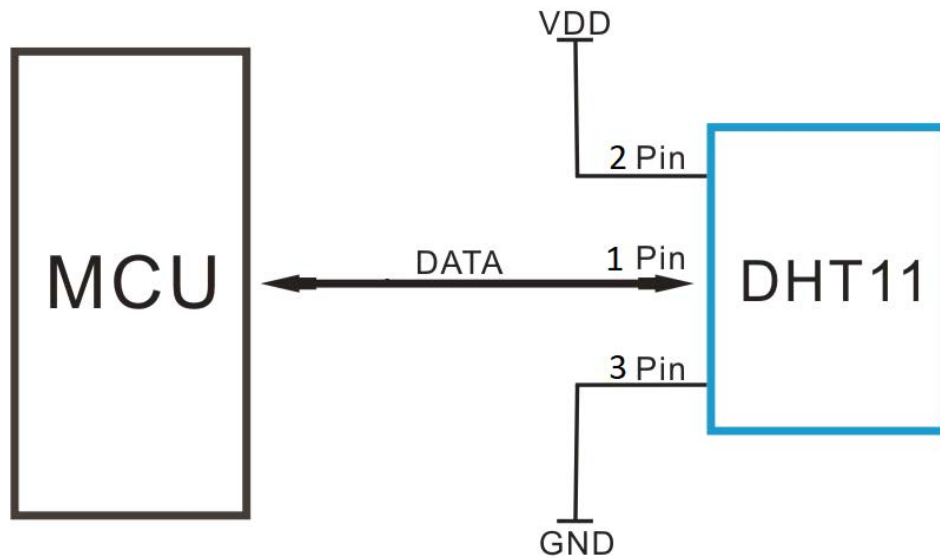 VDD
2 Pin
MCU
DATA
1 Pin
DHT11
3 Pin
GND